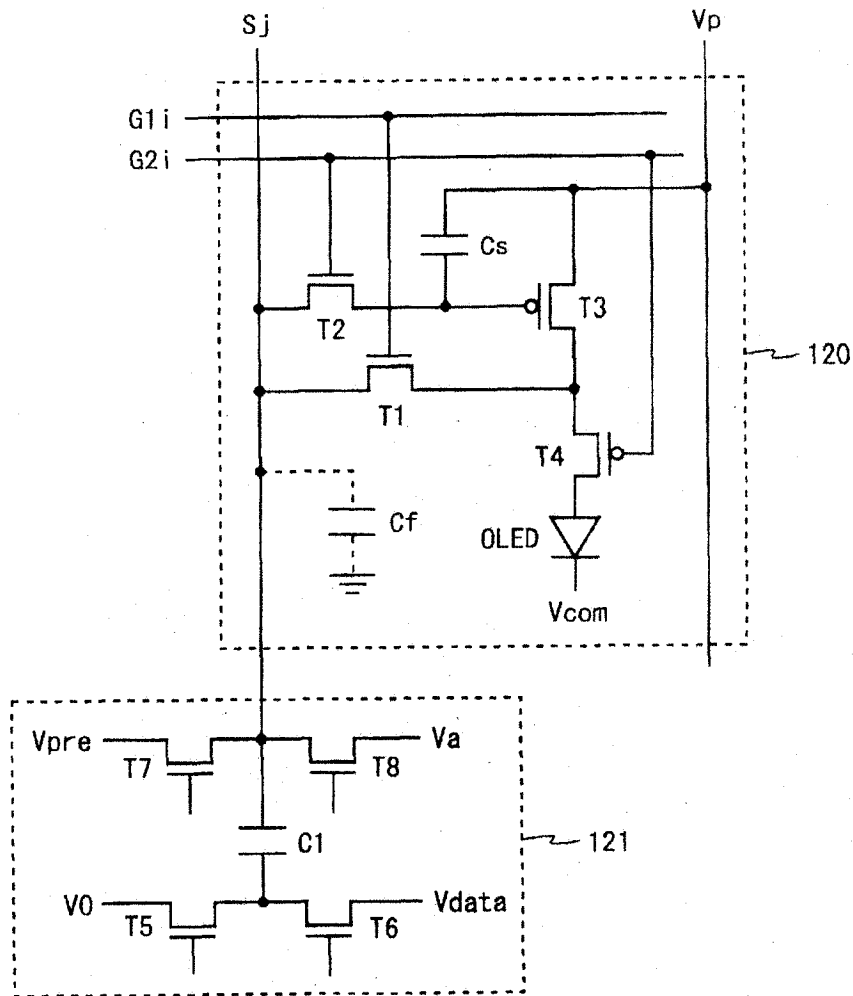 Sj
Vp
G1i
G2i
Cs
T3
T2
120
T1
T4
Cf
OLED
Vcom
Vpre
Va
T7
T8
C1
121
V0
Vdata
T5
T6